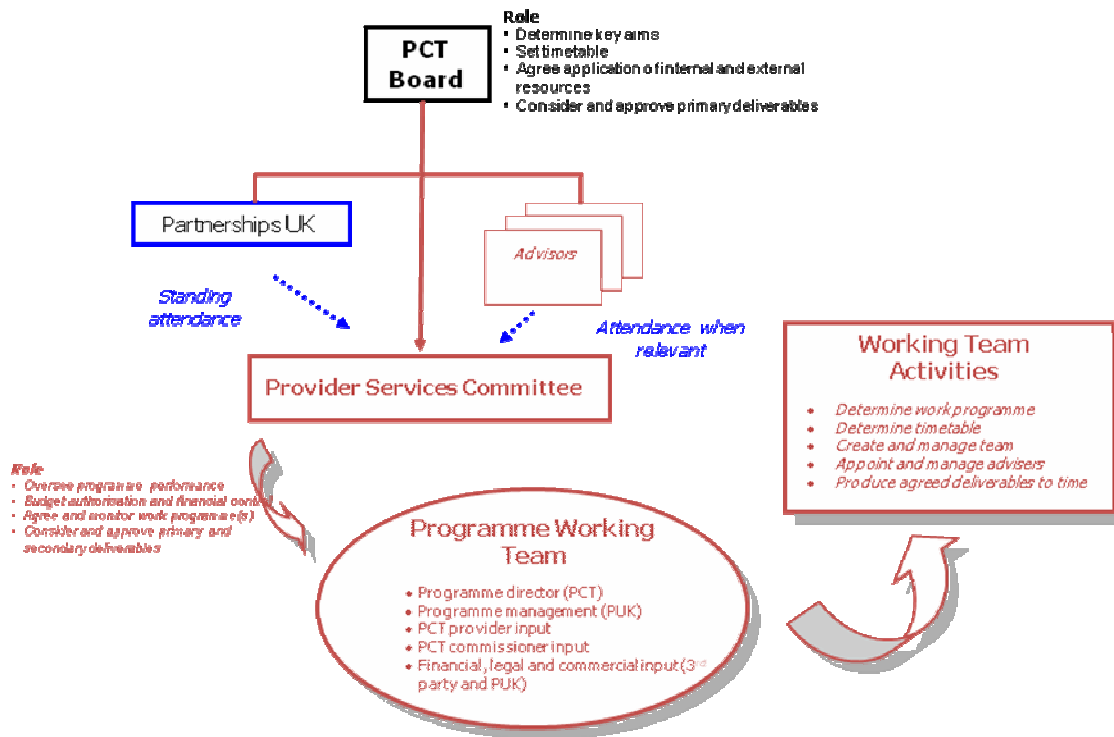 PCT
Board
Role
• Determine key aims
• Set timetable
• Agree application of internal and external
resources
• Consider and approve primary deliverables
Partnerships UK
Advisors
Standing
attendance
Attendance when
relevant
Provider Services Committee
Working Team
Activities
• Determine work programme
• Determine timetable
• Create and manage team
• Appoint and manage advisers
• Produce agreed deliverables to time
Role
• Oversee programme performance
• Budget authorisation and financial control
• Agree and monitor work programme(s)
• Consider and approve primary and
secondary deliverables
Programme Working
Team
• Programme director (PCT)
• Programme management (PUK)
• PCT provider input
• PCT commissioner input
• Financial, legal and commercial input (3rd
party and PUK)